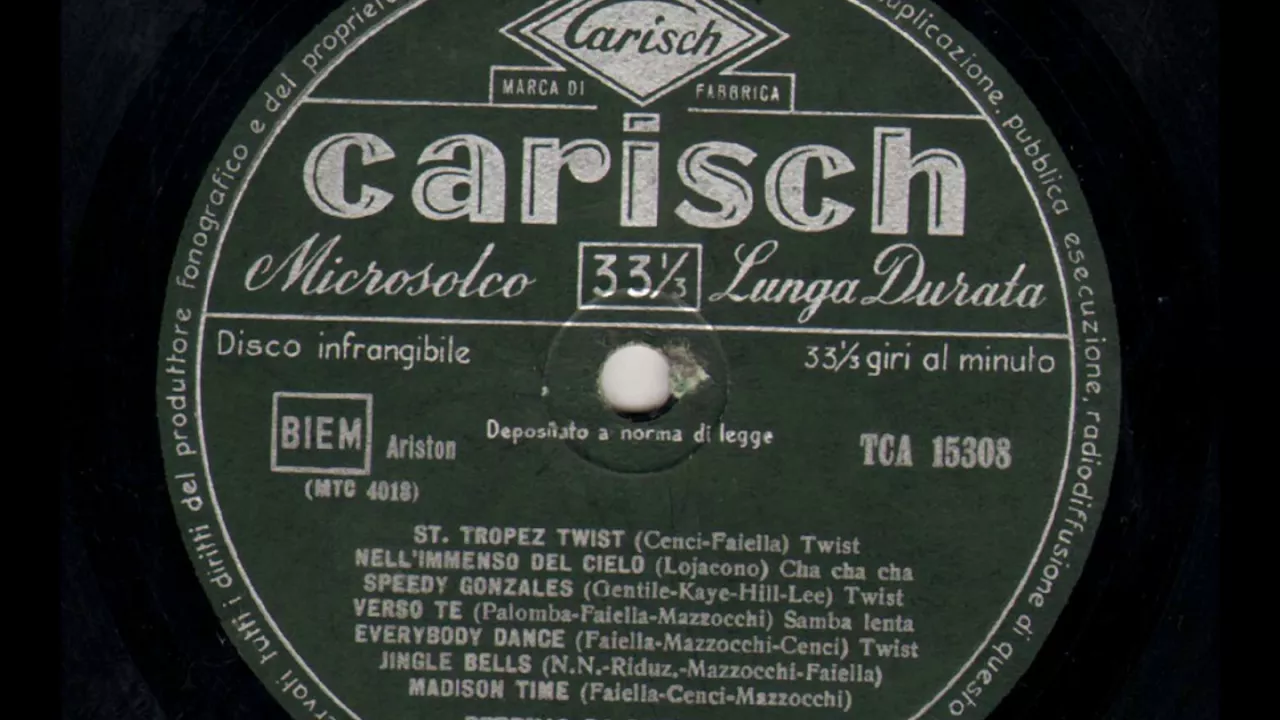 Carisch
MARCA DI FABBRICA
carisch
Microsolco 33⅓ Lunga Durata
Disco infrangibile
33⅓ giri al minuto
BIEM Ariston
Depositato a norma di legge
TCA 15308
(MTC 4018)
ST. TROPEZ TWIST (Cenci-Faiella) Twist
NELL'IMMENSO DEL CIELO (Lojacono) Cha cha cha
SPEEDY GONZALES (Gentile-Kaye-Hill-Lee) Twist
VERSO TE (Palomba-Faiella-Mazzocchi) Samba lenta
EVERYBODY DANCE (Faiella-Mazzocchi-Cenci) Twist
JINGLE BELLS (N.N.-Riduz.-Mazzocchi-Faiella)
MADISON TIME (Faiella-Cenci-Mazzocchi)
Tutti i diritti del produttore fonografico e del
pubblica esecuzione, radiodiffusione di questo